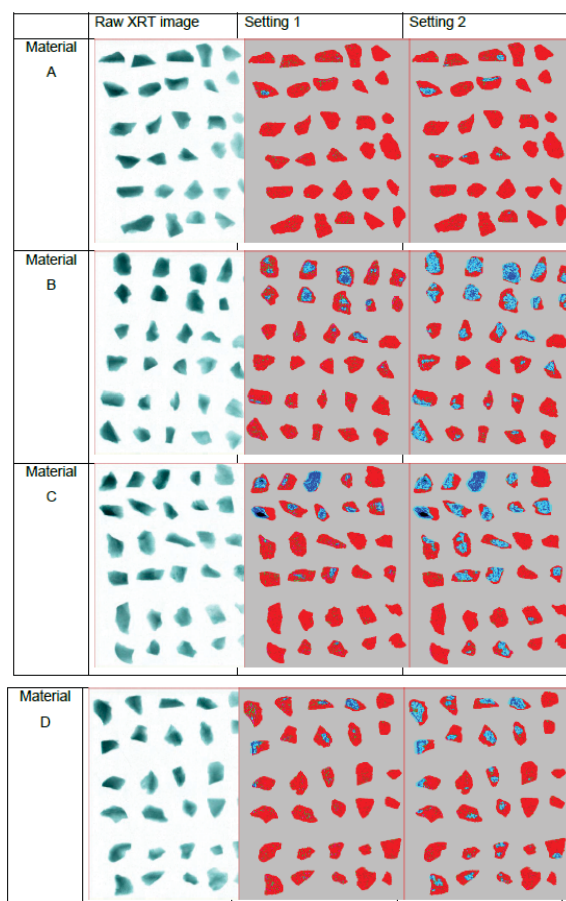 Raw XRT image Setting 1 Setting 2
Material
A
Material
B
Material
C
Material
D